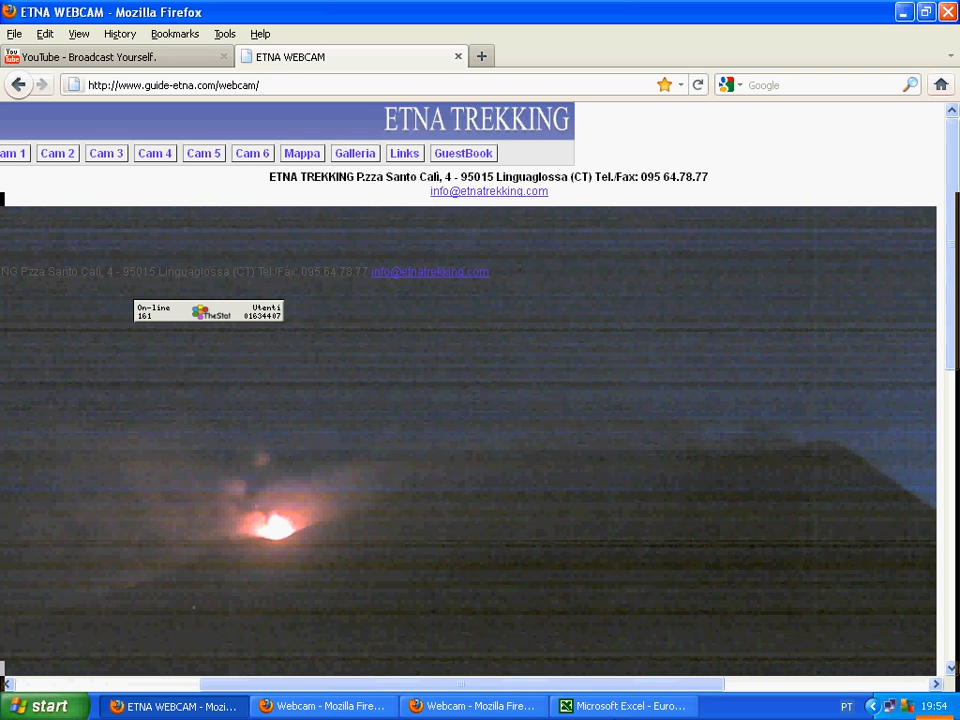 ETNA WEBCAM - Mozilla Firefox
File Edit View History Bookmarks Tools Help
You Tube YouTube - Broadcast Yourself. ETNA WEBCAM
http://www.guide-etna.com/webcam/ Google
ETNA TREKKING
am 1 Cam 2 Cam 3 Cam 4 Cam 5 Cam 6 Mappa Galleria Links GuestBook
ETNA TREKKING P.zza Santo Calì, 4 - 95015 Linguaglossa (CT) Tel./Fax: 095 64.78.77
info@etnatrekking.com
NG P.zza Santo Calì, 4 - 95015 Linguaglossa (CT) Tel./Fax: 095 64.78.77 info@etnatrekking.com
On-line Utenti
161 TheStat 01634407
start ETNA WEBCAM - Mozi... Webcam - Mozilla Fire... Webcam - Mozilla Fire... Microsoft Excel - Euro... PT 19:54